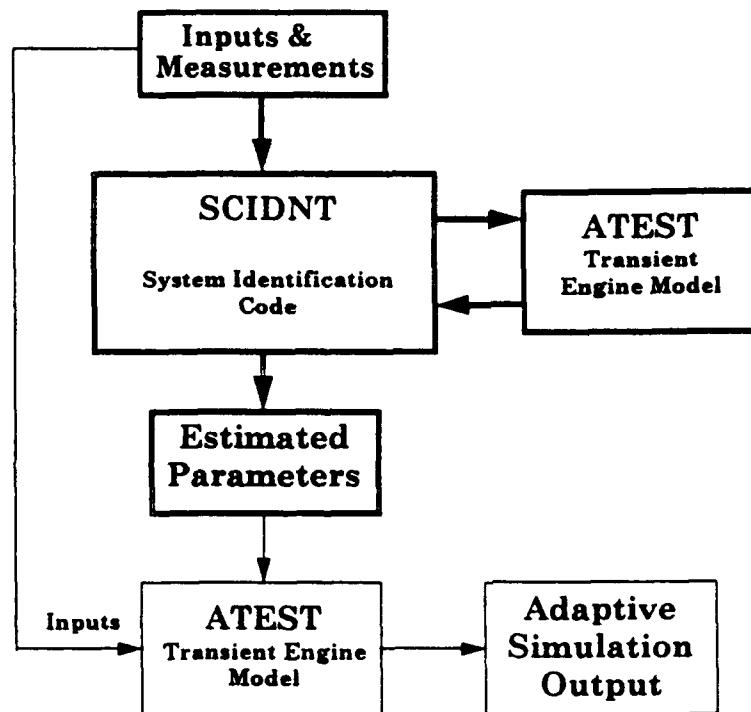 Inputs &
Measurements
SCIDNT
System Identification
Code
ATEST
Transient
Engine Model
Estimated
Parameters
Inputs
ATEST
Transient Engine
Model
Adaptive
Simulation
Output